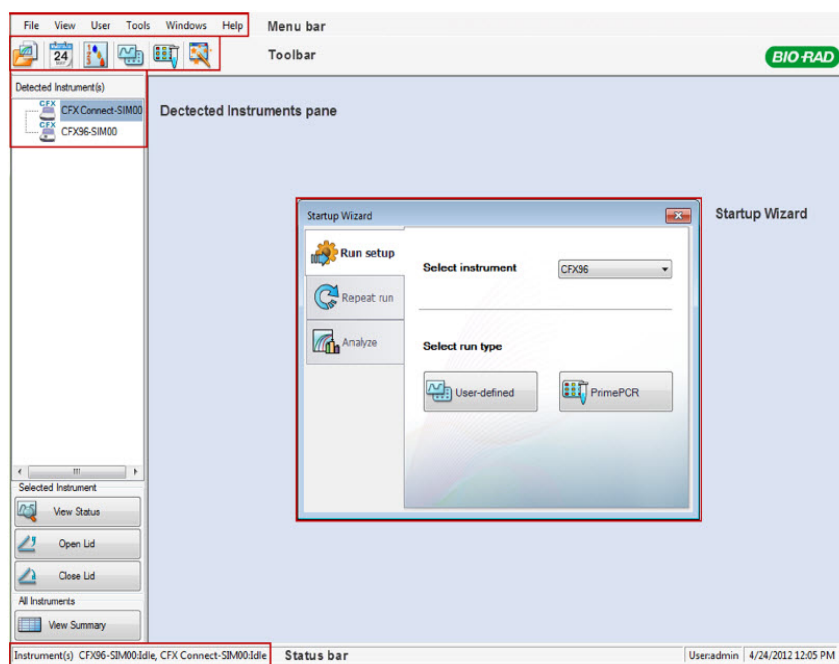 File View User Tools Windows Help Menu bar
24 Toolbar BIO-RAD
Detected Instrument(s)
CFX CFX Connect-SIM00 Dectected Instruments pane
CFX CFX96-SIM00
Startup Wizard Startup Wizard
Run setup
Select instrument CFX96
Repeat run
Analyze
Select run type
User-defined PrimePCR
Selected Instrument
View Status
Open Lid
Close Lid
All Instruments
View Summary
Instrument(s) CFX96-SIM00:Idle, CFX Connect-SIM00:Idle Status bar User:admin 4/24/2012 12:05 PM